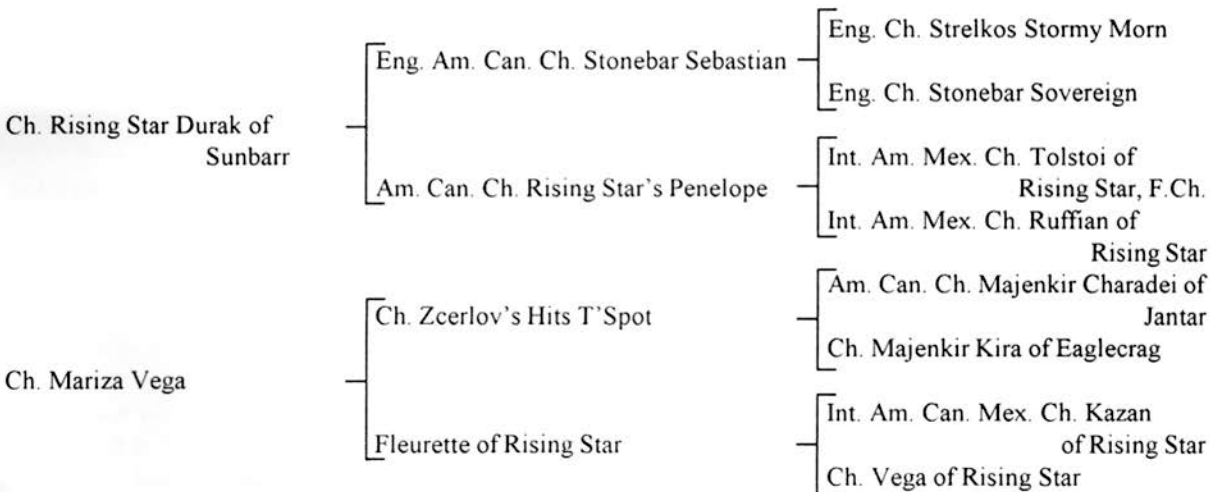 Eng. Ch. Strelkos Stormy Morn
Eng. Am. Can. Ch. Stonebar Sebastian
Eng. Ch. Stonebar Sovereign
Ch. Rising Star Durak of
Sunbarr
Int. Am. Mex. Ch. Tolstoi of
Rising Star, F.Ch.
Am. Can. Ch. Rising Star's Penelope
Int. Am. Mex. Ch. Ruffian of
Rising Star
Am. Can. Ch. Majenkir Charadei of
Jantar
Ch. Zcerlov's Hits T'Spot
Ch. Majenkir Kira of Eaglecrag
Ch. Mariza Vega
Int. Am. Can. Mex. Ch. Kazan
of Rising Star
Fleurette of Rising Star
Ch. Vega of Rising Star